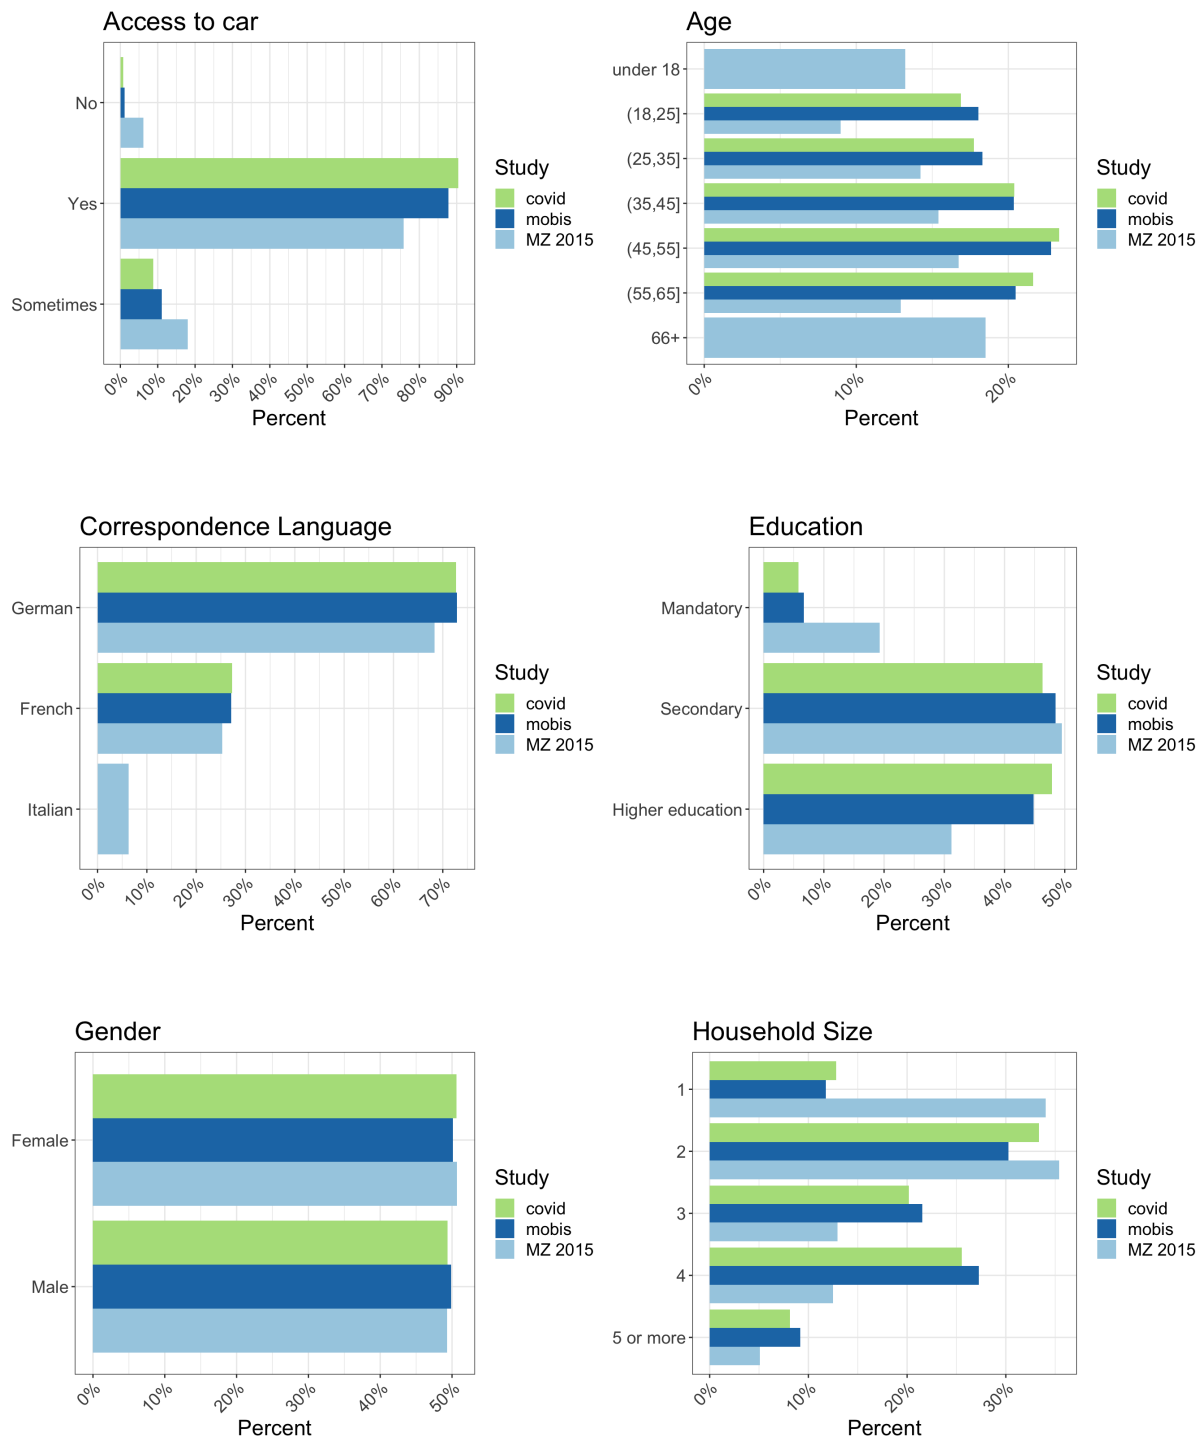 Access to car
No
Yes
Sometimes
0% 10% 20% 30% 40% 50% 60% 70% 80% 90%
Percent
Study
covid
mobis
MZ 2015
Age
under 18
(18,25]
(25,35]
(35,45]
(45,55]
(55,65]
66+
0% 10% 20%
Percent
Study
covid
mobis
MZ 2015
Correspondence Language
German
French
Italian
0% 10% 20% 30% 40% 50% 60% 70%
Percent
Study
covid
mobis
MZ 2015
Education
Mandatory
Secondary
Higher education
0% 10% 20% 30% 40% 50%
Percent
Study
covid
mobis
MZ 2015
Gender
Female
Male
0% 10% 20% 30% 40% 50%
Percent
Study
covid
mobis
MZ 2015
Household Size
1
2
3
4
5 or more
0% 10% 20% 30%
Percent
Study
covid
mobis
MZ 2015